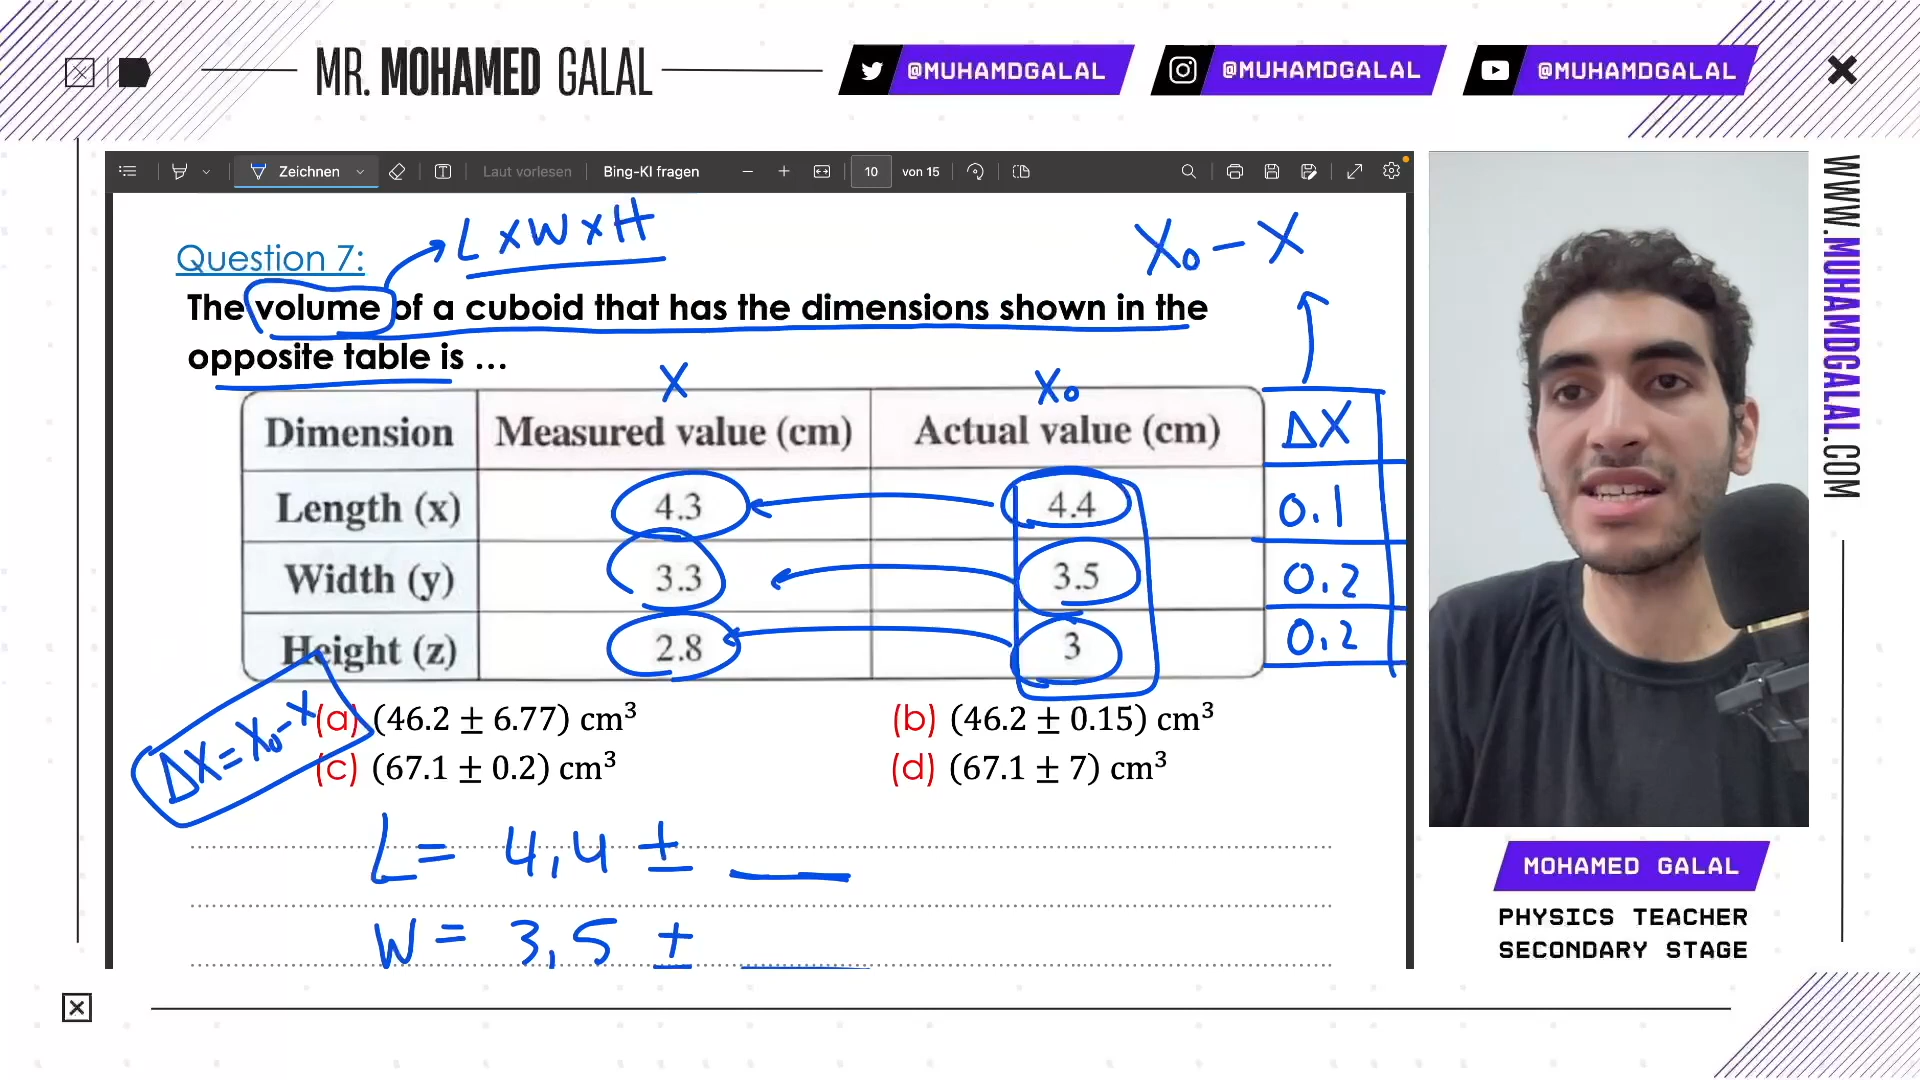 MR. MOHAMED GALAL
@MUHAMDGALAL
@MUHAMDGALAL
@MUHAMDGALAL
Zeichnen
Laut vorlesen
Bing-KI fragen
10
von 15
L x W x H
X₀ - X
Question 7:
The volume of a cuboid that has the dimensions shown in the
opposite table is ...
X
X₀
Dimension Measured value (cm) Actual value (cm) ΔX
Length (x) 4.3 4.4 0.1
Width (y) 3.3 3.5 0.2
Height (z) 2.8 3 0.2
ΔX = X₀ - X
(a) (46.2 ± 6.77) cm³ (b) (46.2 ± 0.15) cm³
(c) (67.1 ± 0.2) cm³ (d) (67.1 ± 7) cm³
L = 4,4 ±
W = 3,5 ±
WWW.MUHAMDGALAL.COM
MOHAMED GALAL
PHYSICS TEACHER
SECONDARY STAGE